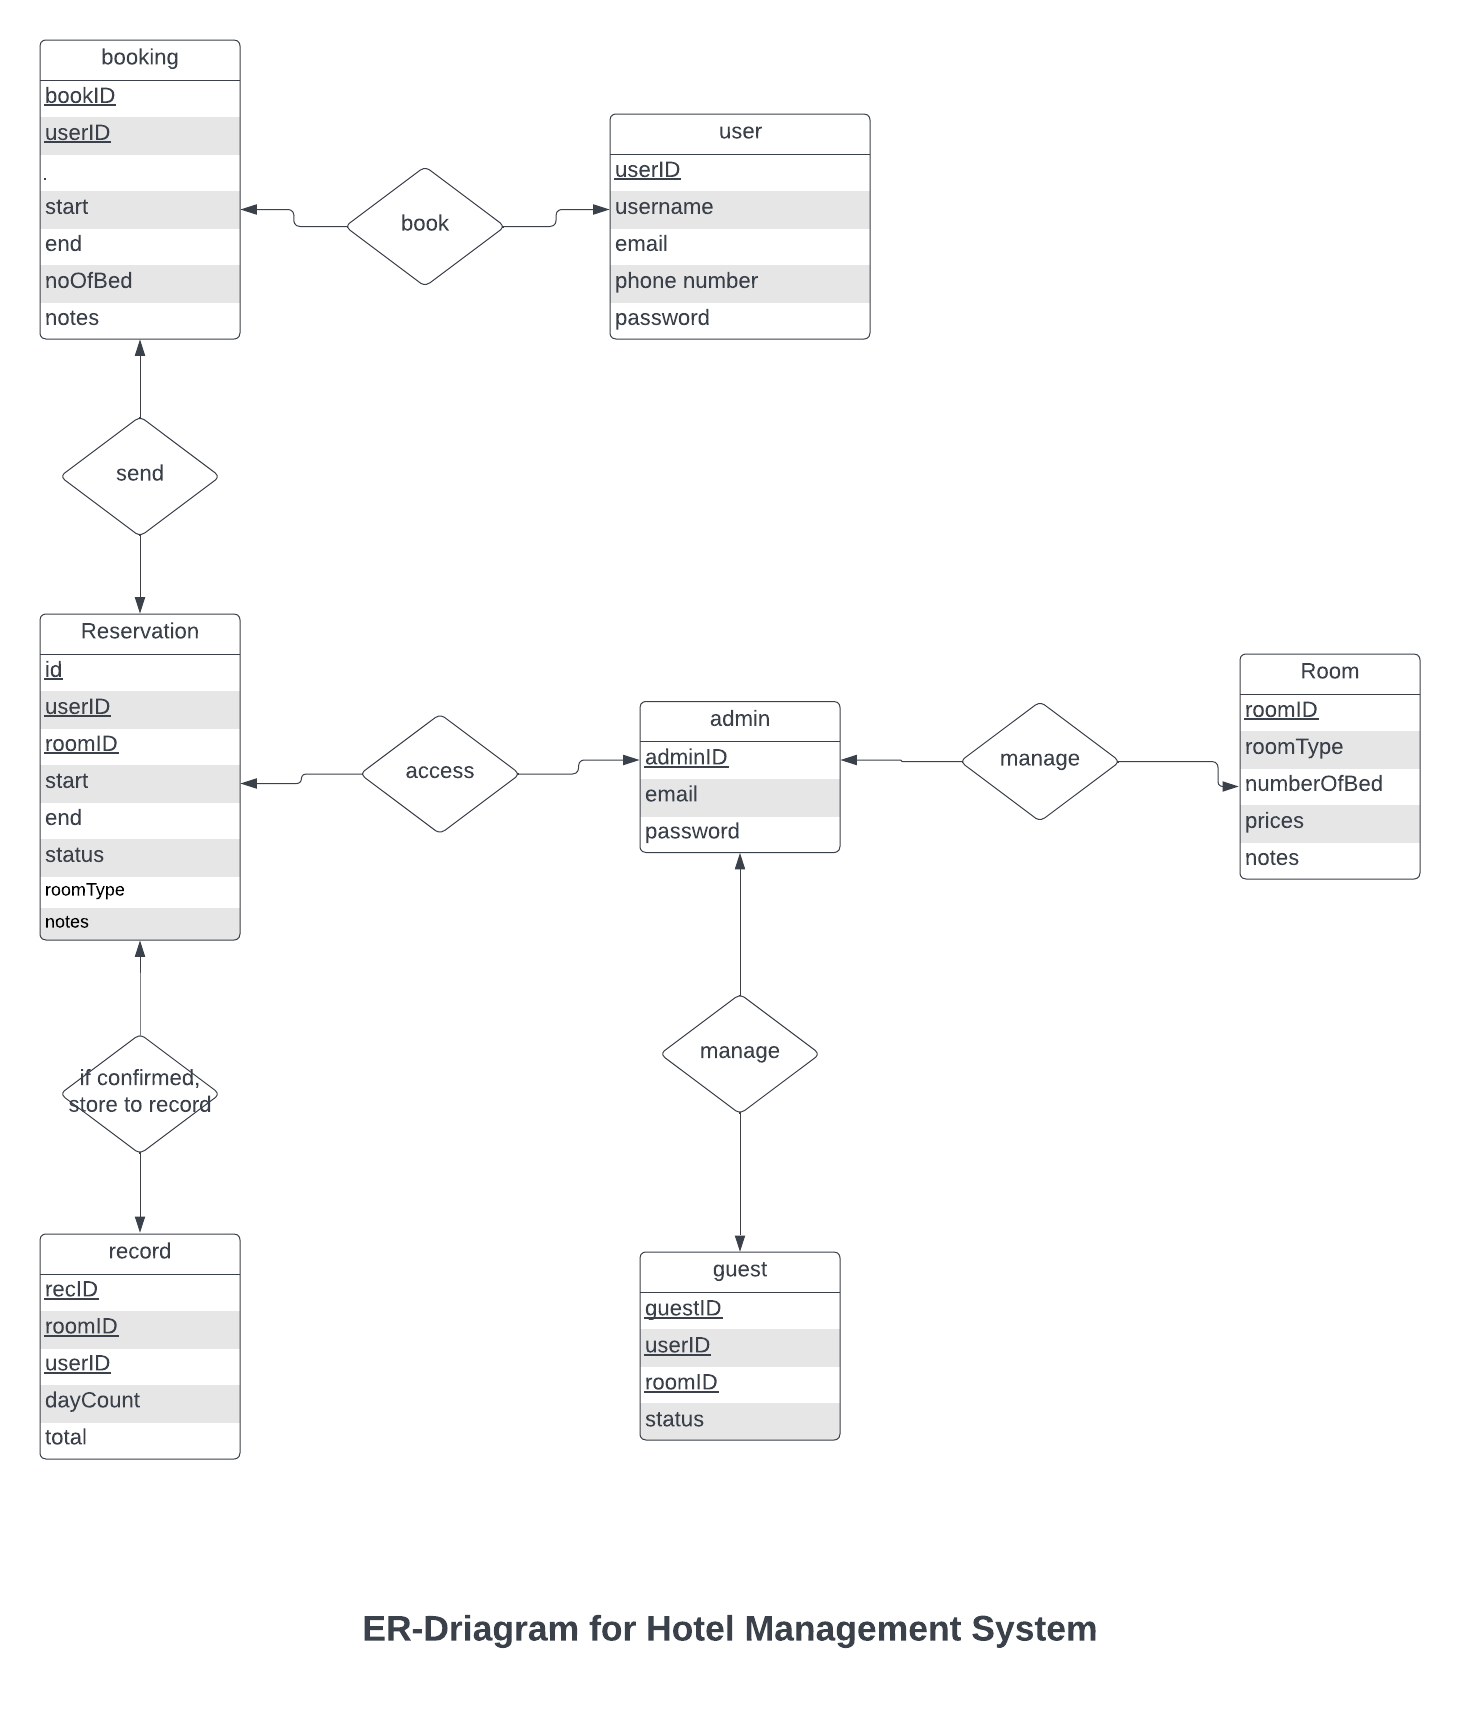 booking
bookID
userID
.
start
end
noOfBed
notes
book
user
userID
username
email
phone number
password
send
Reservation
id
userID
roomID
start
end
status
roomType
notes
access
admin
adminID
email
password
manage
Room
roomID
roomType
numberOfBed
prices
notes
if confirmed,
store to record
manage
record
recID
roomID
userID
dayCount
total
guest
guestID
userID
roomID
status
ER-Driagram for Hotel Management System